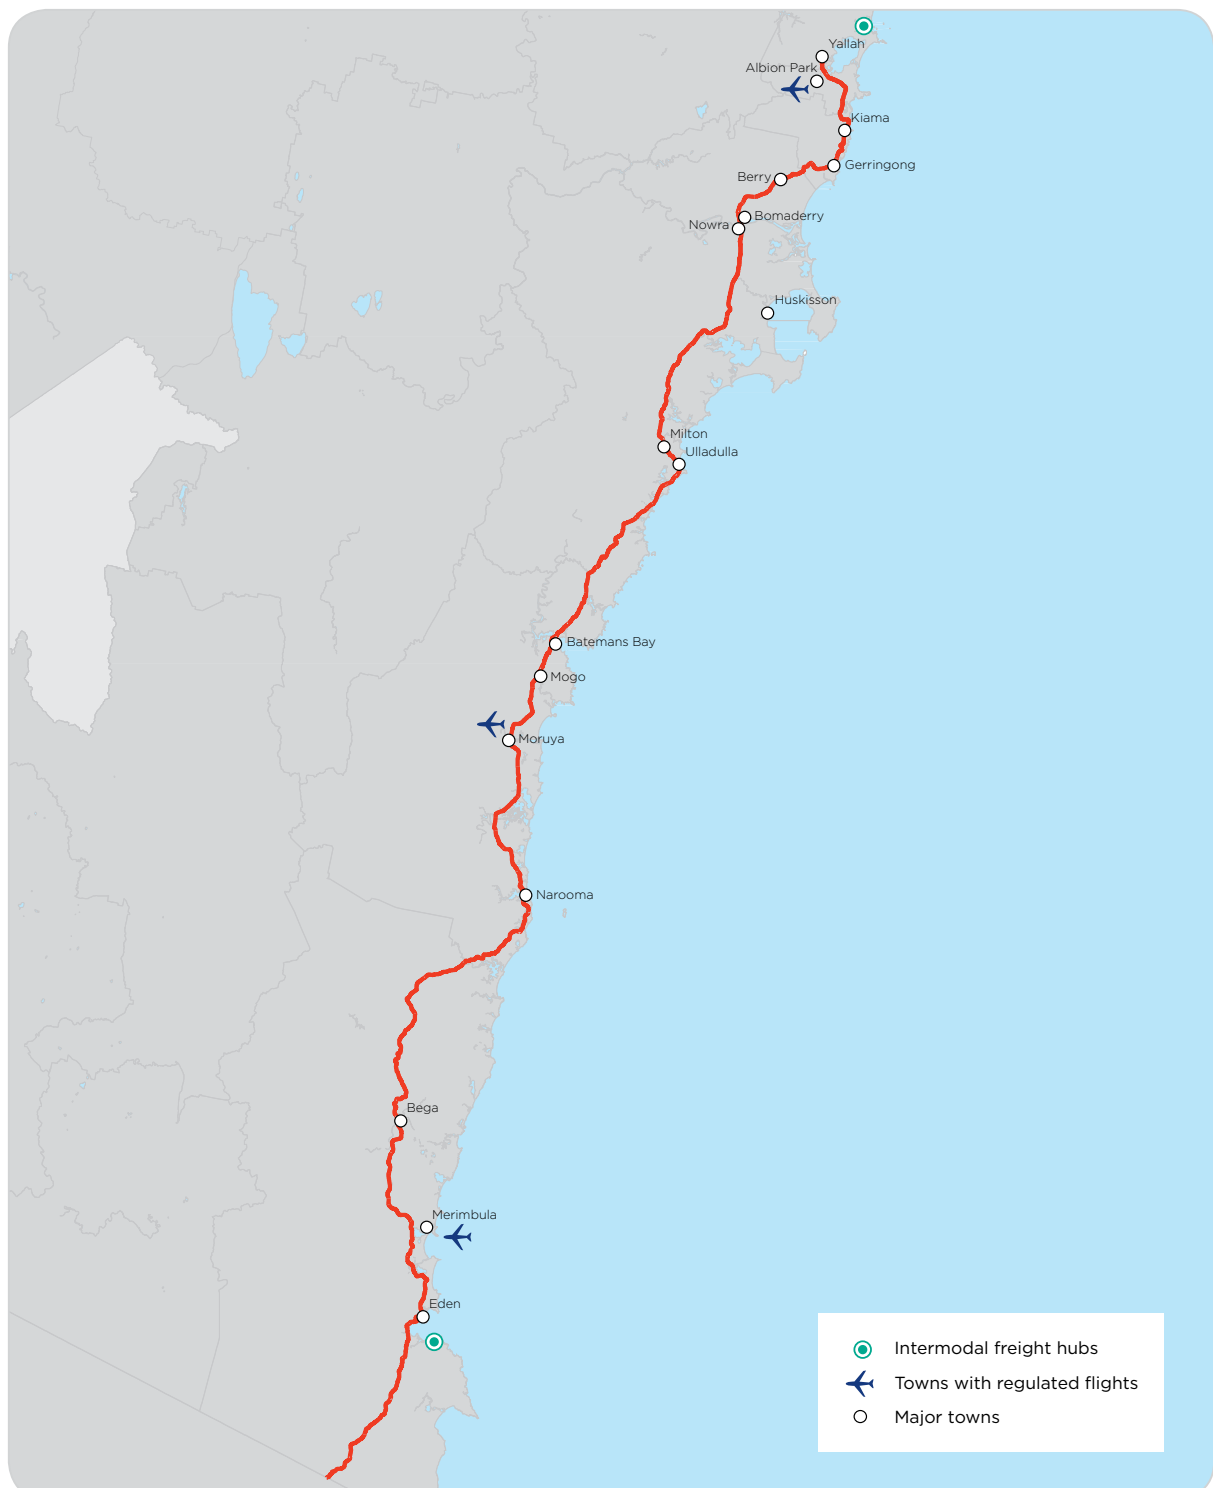 Yallah
Albion Park
Kiama
Gerringong
Berry
Bomaderry
Nowra
Huskisson
Milton
Ulladulla
Batemans Bay
Mogo
Moruya
Narooma
Bega
Merimbula
Eden
Intermodal freight hubs
Towns with regulated flights
Major towns